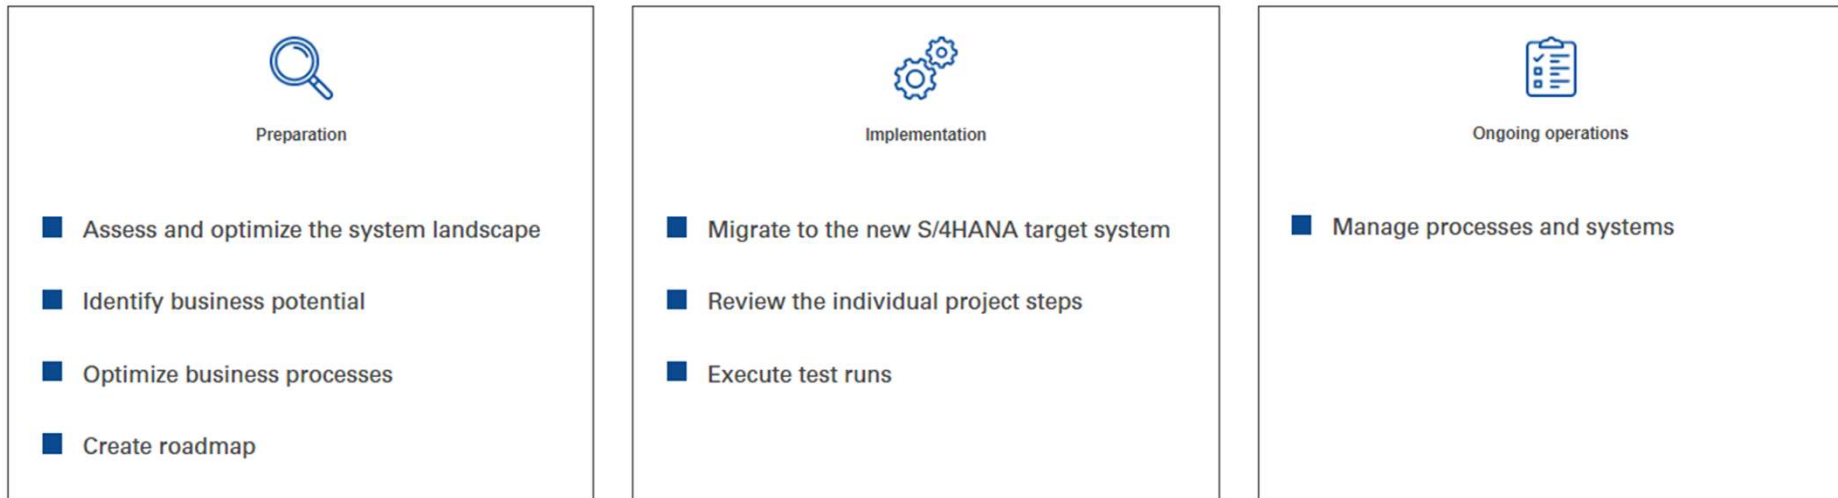 Preparation
Assess and optimize the system landscape
Identify business potential
Optimize business processes
Create roadmap
Implementation
Migrate to the new S/4HANA target system
Review the individual project steps
Execute test runs
Ongoing operations
Manage processes and systems